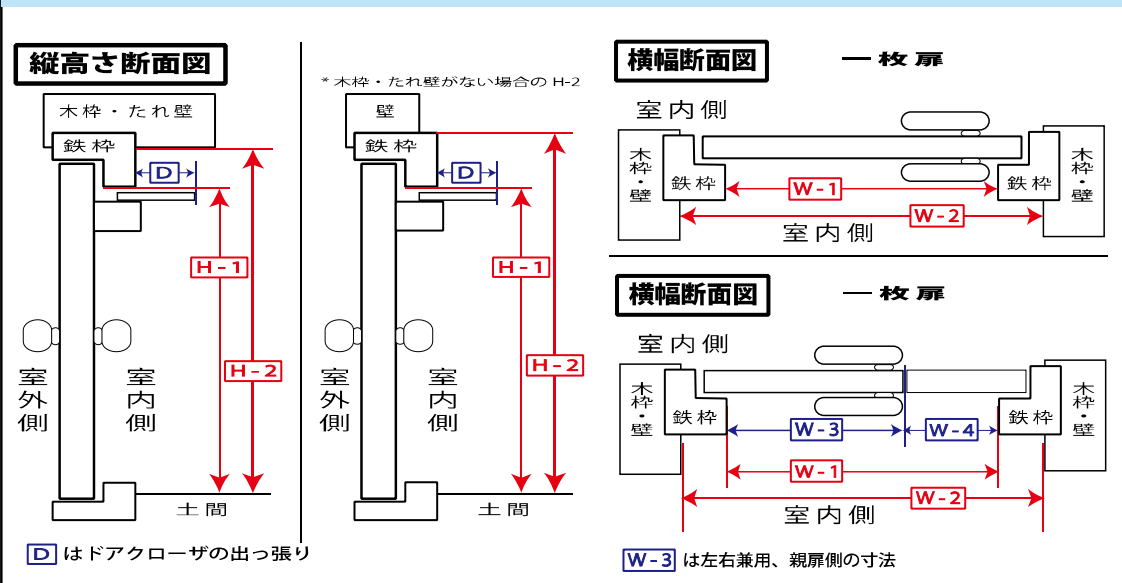 縦高さ断面図
木枠・たれ壁
鉄枠
D
H-1
H-2
室外側
室内側
土間
Dはドアクローザの出っ張り
*木枠・たれ壁がない場合のH-2
壁
鉄枠
D
H-1
H-2
室外側
室内側
土間
横幅断面図 一枚扉
室内側
木枠・壁
鉄枠
W-1
鉄枠
木枠・壁
W-2
室内側
横幅断面図 一枚扉
室内側
木枠・壁
鉄枠
W-3
W-4
鉄枠
木枠・壁
W-1
W-2
室内側
W-3は左右兼用、親扉側の寸法